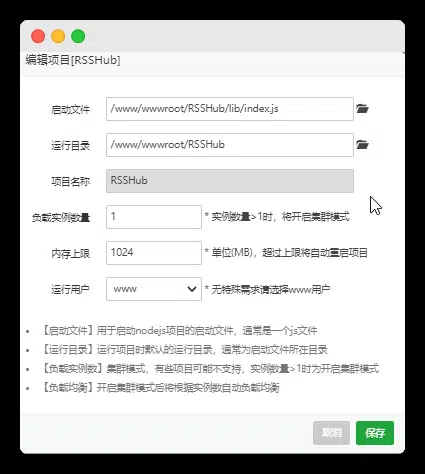 编辑项目[RSSHub]
启动文件 /www/wwwroot/RSSHub/lib/index.js
运行目录 /www/wwwroot/RSSHub
项目名称 RSSHub
负载实例数量 1 * 实例数量>1时，将开启集群模式
内存上限 1024 * 单位(MB)，超过上限将自动重启项目
运行用户 www * 无特殊需求请选择www用户
【启动文件】用于启动nodejs项目的启动文件，通常是一个js文件
【运行目录】运行项目时默认的运行目录，通常为启动文件所在目录
【负载实例数】集群模式，有些项目可能不支持，实例数量>1时为开启集群模式
【负载均衡】开启集群模式后将根据实例数自动负载均衡
取消 保存